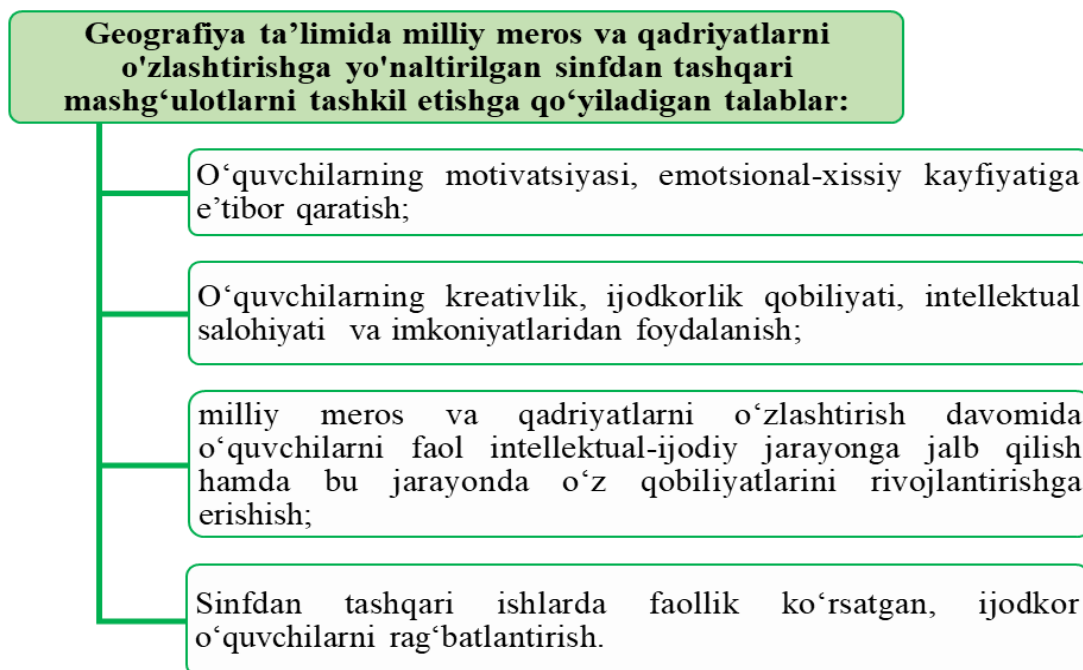 Geografiya ta’limida milliy meros va qadriyatlarni
o'zlashtirishga yo'naltirilgan sinfdan tashqari
mashg‘ulotlarni tashkil etishga qo‘yiladigan talablar:
O‘quvchilarning motivatsiyasi, emotsional-xissiy kayfiyatiga
e’tibor qaratish;
O‘quvchilarning kreativlik, ijodkorlik qobiliyati, intellektual
salohiyati va imkoniyatlaridan foydalanish;
milliy meros va qadriyatlarni o‘zlashtirish davomida
o‘quvchilarni faol intellektual-ijodiy jarayonga jalb qilish
hamda bu jarayonda o‘z qobiliyatlarini rivojlantirishga
erishish;
Sinfdan tashqari ishlarda faollik ko‘rsatgan, ijodkor
o‘quvchilarni rag‘batlantirish.